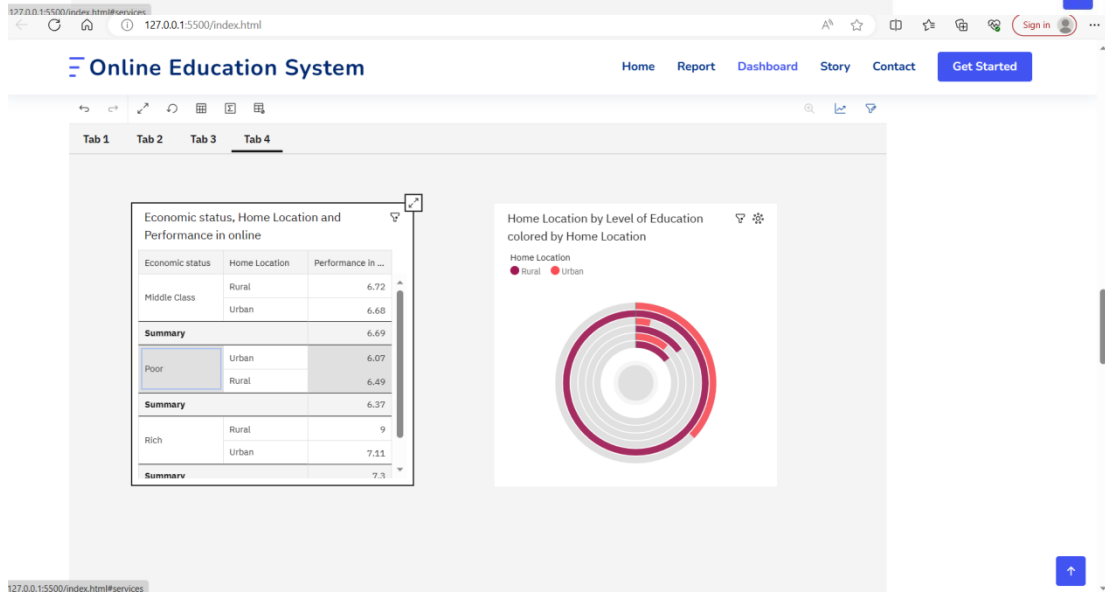 127.0.0.1:5500/index.html#services
127.0.0.1:5500/index.html
Sign in
Online Education System
Home Report Dashboard Story Contact Get Started
Tab 1 Tab 2 Tab 3 Tab 4
Economic status, Home Location and
Performance in online
Economic status Home Location Performance in ...
Middle Class
Rural 6.72
Urban 6.68
Summary 6.69
Poor
Urban 6.07
Rural 6.49
Summary 6.37
Rich
Rural 9
Urban 7.11
Summary 7.3
Home Location by Level of Education
colored by Home Location
Home Location
Rural Urban
127.0.0.1:5500/index.html#services